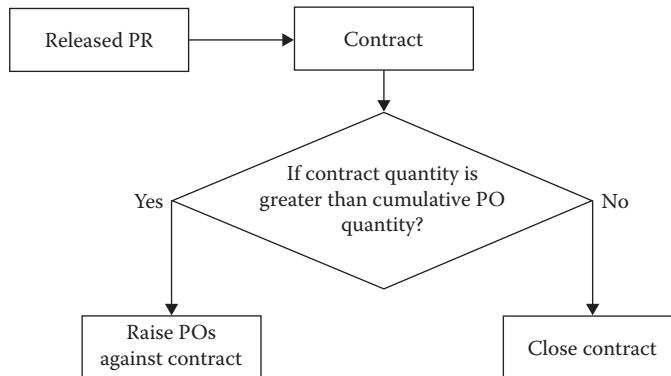 Released PR
Contract
If contract quantity is
greater than cumulative PO
quantity?
Yes
No
Raise POs
against contract
Close contract